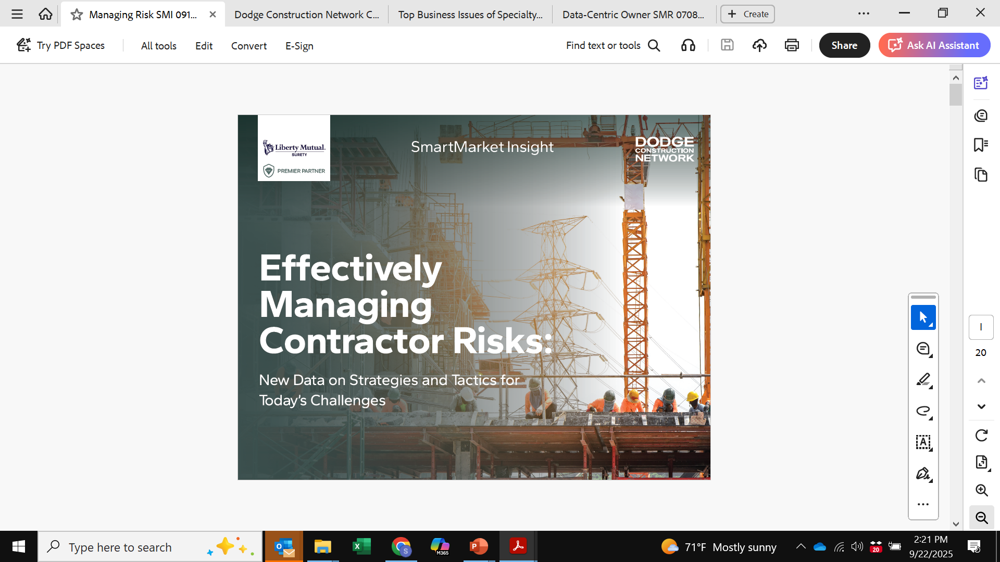 Managing Risk SMI 091...
Dodge Construction Network C...
Top Business Issues of Specialty...
Data-Centric Owner SMR 0708...
Create
Try PDF Spaces
All tools
Edit
Convert
E-Sign
Find text or tools
Share
Ask AI Assistant
Liberty Mutual.
SURETY
PREMIER PARTNER
SmartMarket Insight
DODGE
CONSTRUCTION
NETWORK
Effectively
Managing
Contractor Risks:
New Data on Strategies and Tactics for
Today's Challenges
I
20
Type here to search
M365
S
71°F Mostly sunny
20
2:21 PM
9/22/2025